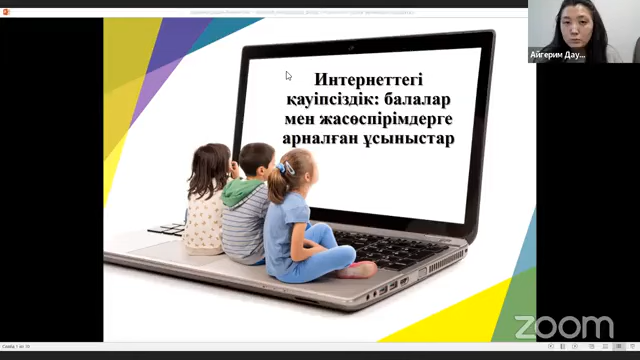 Айгерим Дау...
Интернеттегі
қауіпсіздік: балалар
мен жасөспірімдерге
арналған ұсыныстар
zoom